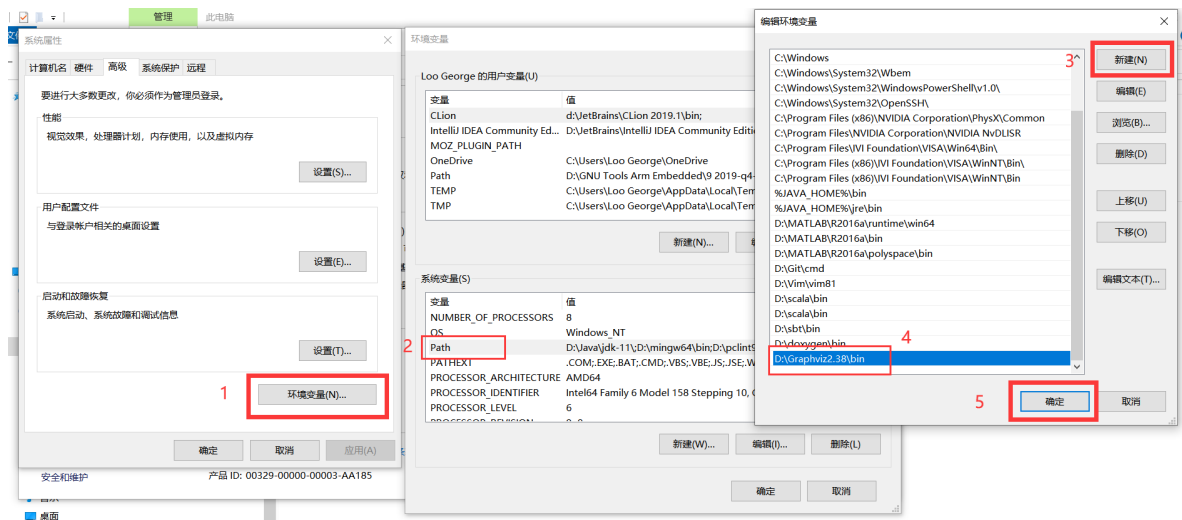 管理
此电脑
系统属性
计算机名 硬件 高级 系统保护 远程
要进行大多数更改，你必须作为管理员登录。
性能
视觉效果，处理器计划，内存使用，以及虚拟内存
设置(S)...
用户配置文件
与登录帐户相关的桌面设置
设置(E)...
启动和故障恢复
系统启动、系统故障和调试信息
设置(T)...
1
环境变量(N)...
确定 取消 应用(A)
安全和维护
产品 ID: 00329-00000-00003-AA185
音乐
桌面
环境变量
Loo George 的用户变量(U)
变量 值
CLion d:\JetBrains\CLion 2019.1\bin;
IntelliJ IDEA Community Ed... D:\JetBrains\IntelliJ IDEA Community Editi
MOZ_PLUGIN_PATH
OneDrive C:\Users\Loo George\OneDrive
Path D:\GNU Tools Arm Embedded\9 2019-q4-
TEMP C:\Users\Loo George\AppData\Local\Tem
TMP C:\Users\Loo George\AppData\Local\Tem
新建(N)...
系统变量(S)
变量 值
NUMBER_OF_PROCESSORS 8
OS Windows_NT
2
Path D:\Java\jdk-11\;D:\mingw64\bin;D:\pclint9
PATHEXT .COM;.EXE;.BAT;.CMD;.VBS;.VBE;.JS;.JSE;.W
PROCESSOR_ARCHITECTURE AMD64
PROCESSOR_IDENTIFIER Intel64 Family 6 Model 158 Stepping 10, G
PROCESSOR_LEVEL 6
新建(W)... 编辑(I)... 删除(L)
确定 取消
编辑环境变量
C:\Windows
C:\Windows\System32\Wbem
C:\Windows\System32\WindowsPowerShell\v1.0\
C:\Windows\System32\OpenSSH\
C:\Program Files (x86)\NVIDIA Corporation\PhysX\Common
C:\Program Files\NVIDIA Corporation\NVIDIA NvDLISR
C:\Program Files\IVI Foundation\VISA\Win64\Bin\
C:\Program Files (x86)\IVI Foundation\VISA\WinNT\Bin\
C:\Program Files (x86)\IVI Foundation\VISA\WinNT\Bin
%JAVA_HOME%\bin
%JAVA_HOME%\jre\bin
D:\MATLAB\R2016a\runtime\win64
D:\MATLAB\R2016a\bin
D:\MATLAB\R2016a\polyspace\bin
D:\Git\cmd
D:\Vim\vim81
D:\scala\bin
D:\scala\bin
D:\sbt\bin
D:\doxygen\bin
D:\Graphviz2.38\bin
4
3
新建(N)
编辑(E)
浏览(B)...
删除(D)
上移(U)
下移(O)
编辑文本(T)...
5
确定 取消